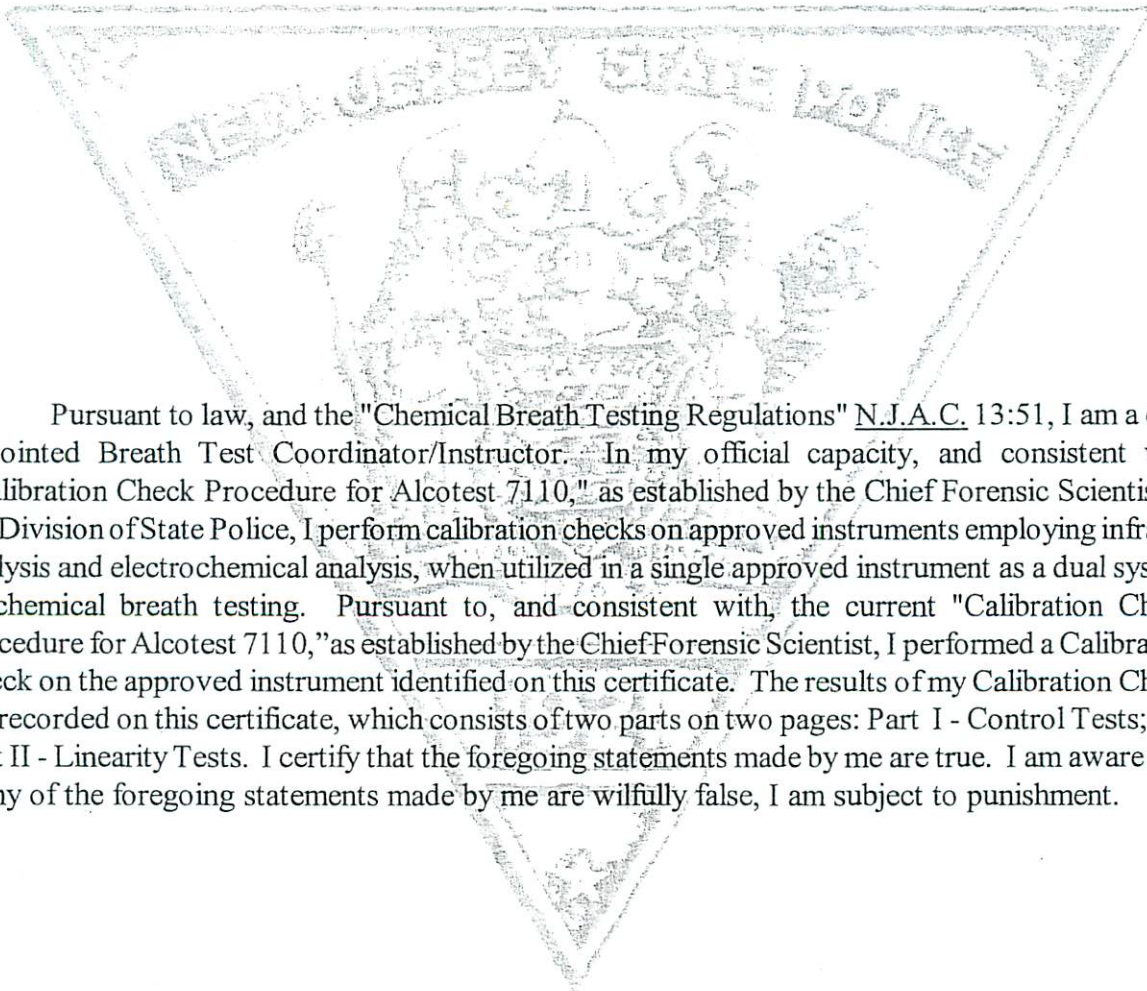 NEW JERSEY STATE POLICE
Pursuant to law, and the "Chemical Breath Testing Regulations" N.J.A.C. 13:51, I am a
ointed Breath Test Coordinator/Instructor. In my official capacity, and consistent
libration Check Procedure for Alcotest 7110," as established by the Chief Forensic Scientis
Division of State Police, I perform calibration checks on approved instruments employing infr
lysis and electrochemical analysis, when utilized in a single approved instrument as a dual sys
chemical breath testing. Pursuant to, and consistent with, the current "Calibration Ch
cedure for Alcotest 7110,"as established by the Chief Forensic Scientist, I performed a Calibra
eck on the approved instrument identified on this certificate. The results of my Calibration Ch
recorded on this certificate, which consists of two parts on two pages: Part I - Control Tests;
t II - Linearity Tests. I certify that the foregoing statements made by me are true. I am aware
ny of the foregoing statements made by me are wilfully false, I am subject to punishment.